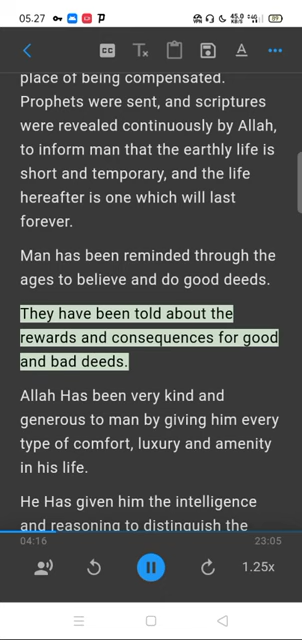 05.27
45.0
KB/S
89
CC
place of being compensated.
Prophets were sent, and scriptures
were revealed continuously by Allah,
to inform man that the earthly life is
short and temporary, and the life
hereafter is one which will last
forever.
Man has been reminded through the
ages to believe and do good deeds.
They have been told about the
rewards and consequences for good
and bad deeds.
Allah Has been very kind and
generous to man by giving him every
type of comfort, luxury and amenity
in his life.
He Has given him the intelligence
and reasoning to distinguish the
04:16
23:05
1.25x